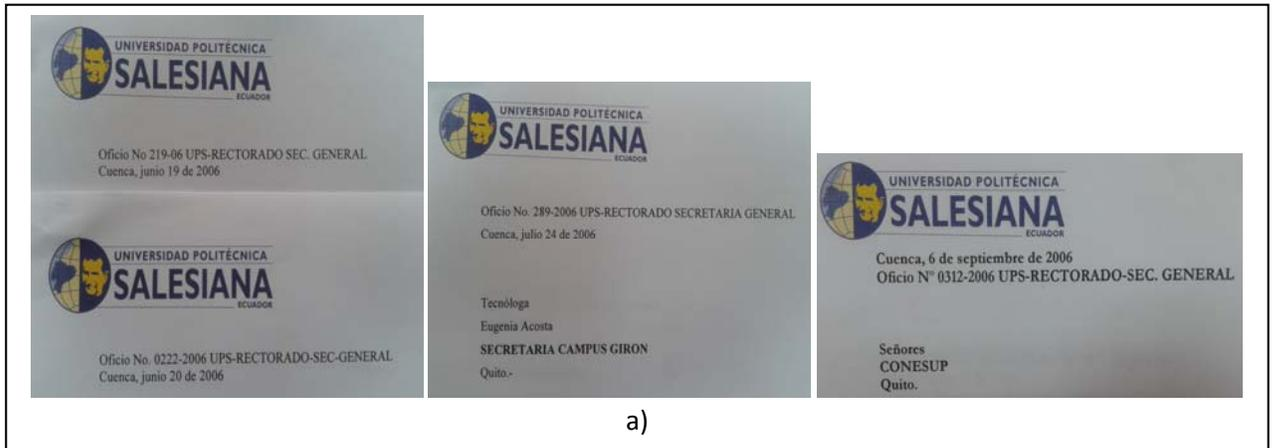 UNIVERSIDAD POLITÉCNICA
SALESIANA
ECUADOR
Oficio No 219-06 UPS-RECTORADO SEC. GENERAL
Cuenca, junio 19 de 2006
UNIVERSIDAD POLITÉCNICA
SALESIANA
ECUADOR
Oficio No. 0222-2006 UPS-RECTORADO-SEC-GENERAL
Cuenca, junio 20 de 2006
UNIVERSIDAD POLITÉCNICA
SALESIANA
ECUADOR
Oficio No. 289-2006 UPS-RECTORADO SECRETARIA GENERAL
Cuenca, julio 24 de 2006
Tecnóloga
Eugenia Acosta
SECRETARIA CAMPUS GIRON
Quito.-
UNIVERSIDAD POLITÉCNICA
SALESIANA
ECUADOR
Cuenca, 6 de septiembre de 2006
Oficio N° 0312-2006 UPS-RECTORADO-SEC. GENERAL
Señores
CONESUP
Quito.
a)